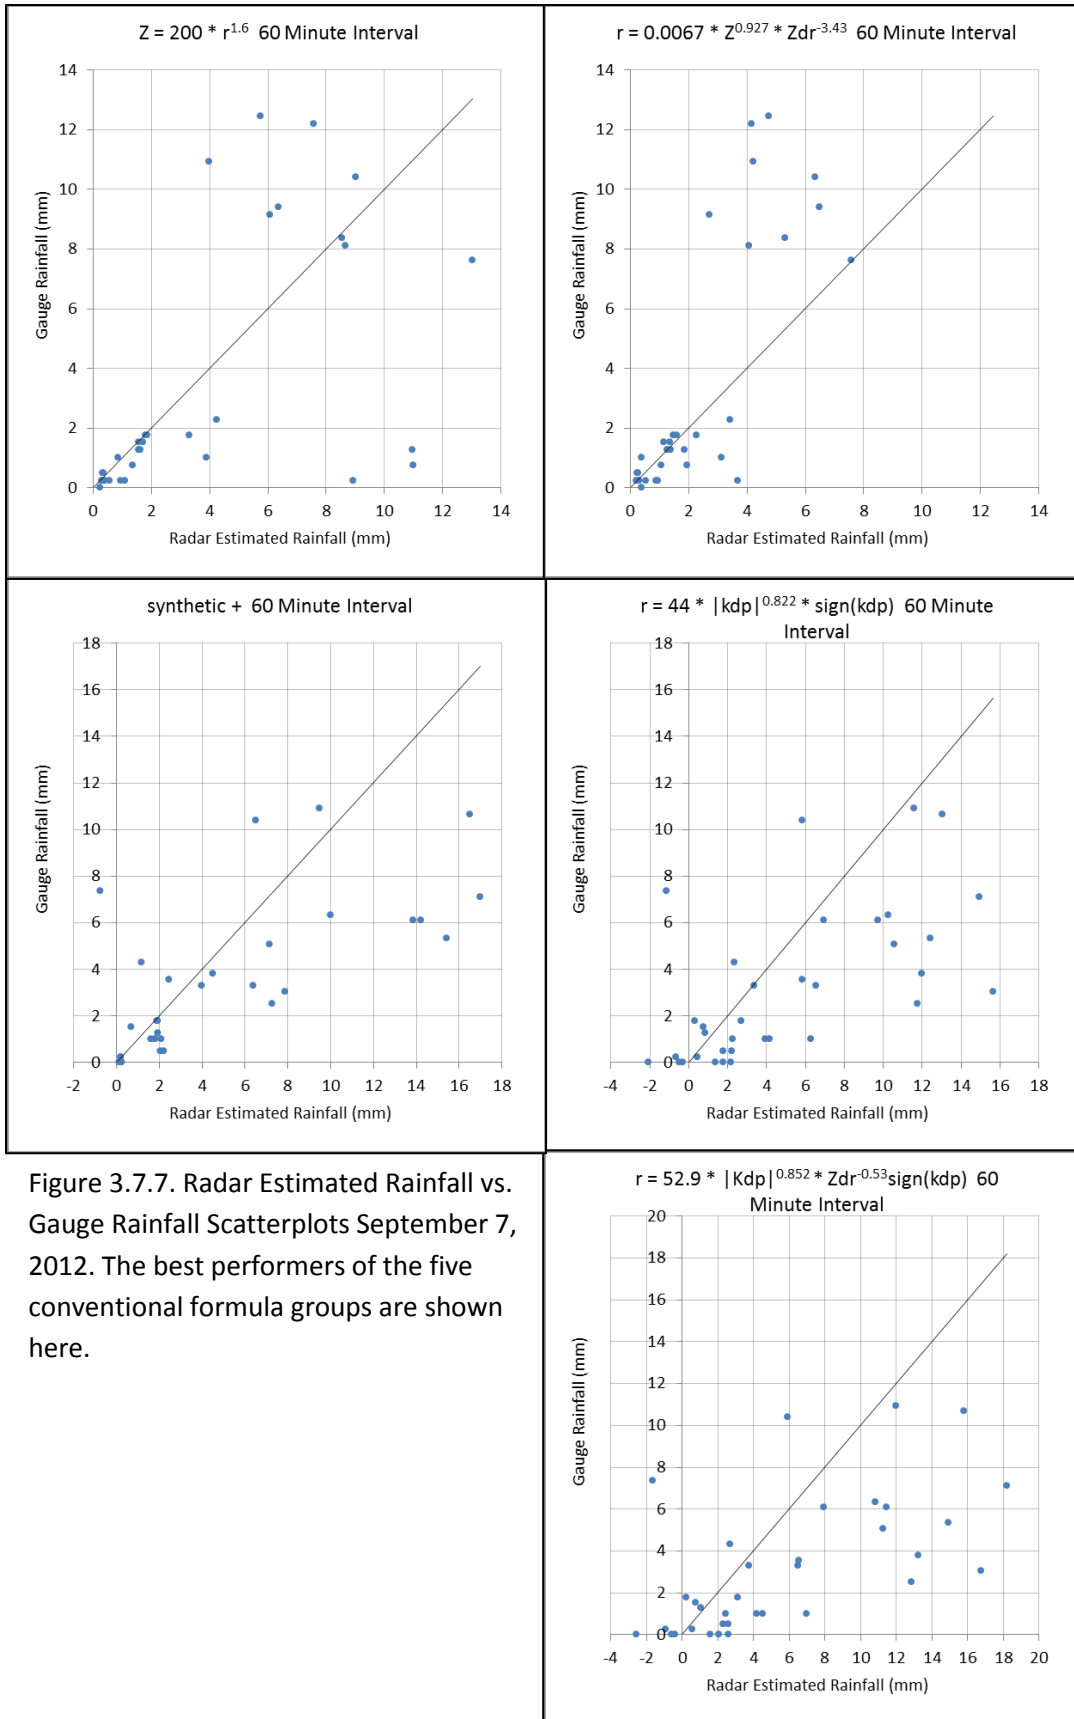 Z = 200 * r1.6 60 Minute Interval
14
12
10
8
6
4
2
0
Gauge Rainfall (mm)
0 2 4 6 8 10 12 14
Radar Estimated Rainfall (mm)
r = 0.0067 * Z0.927 * Zdr-3.43 60 Minute Interval
14
12
10
8
6
4
2
0
Gauge Rainfall (mm)
0 2 4 6 8 10 12 14
Radar Estimated Rainfall (mm)
synthetic + 60 Minute Interval
18
16
14
12
10
8
6
4
2
0
Gauge Rainfall (mm)
-2 0 2 4 6 8 10 12 14 16 18
Radar Estimated Rainfall (mm)
r = 44 * |kdp|0.822 * sign(kdp) 60 Minute
Interval
18
16
14
12
10
8
6
4
2
0
Gauge Rainfall (mm)
-4 -2 0 2 4 6 8 10 12 14 16 18
Radar Estimated Rainfall (mm)
Figure 3.7.7. Radar Estimated Rainfall vs.
Gauge Rainfall Scatterplots September 7,
2012. The best performers of the five
conventional formula groups are shown
here.
r = 52.9 * |Kdp|0.852 * Zdr-0.53sign(kdp) 60
Minute Interval
20
18
16
14
12
10
8
6
4
2
0
Gauge Rainfall (mm)
-4 -2 0 2 4 6 8 10 12 14 16 18 20
Radar Estimated Rainfall (mm)